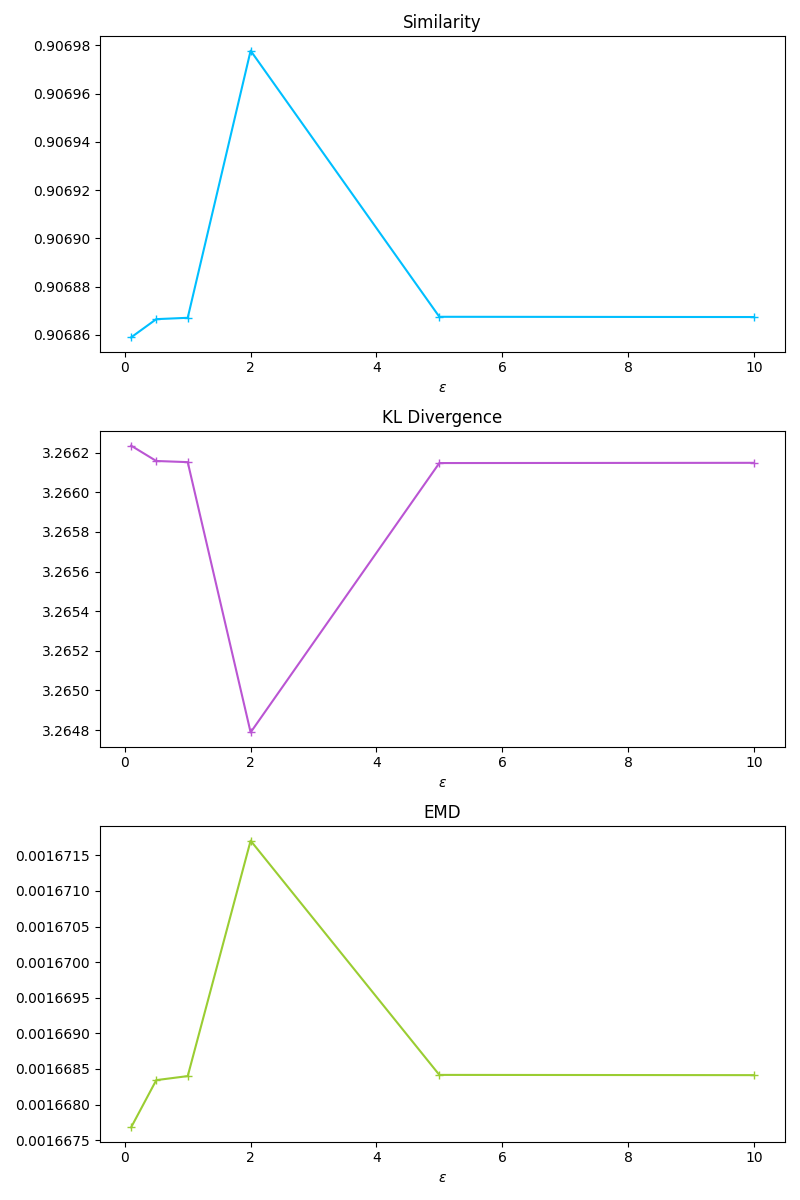 Similarity
0.90698
0.90696
0.90694
0.90692
0.90690
0.90688
0.90686
0 2 4 6 8 10
ε
KL Divergence
3.2662
3.2660
3.2658
3.2656
3.2654
3.2652
3.2650
3.2648
0 2 4 6 8 10
ε
EMD
0.0016715
0.0016710
0.0016705
0.0016700
0.0016695
0.0016690
0.0016685
0.0016680
0.0016675
0 2 4 6 8 10
ε